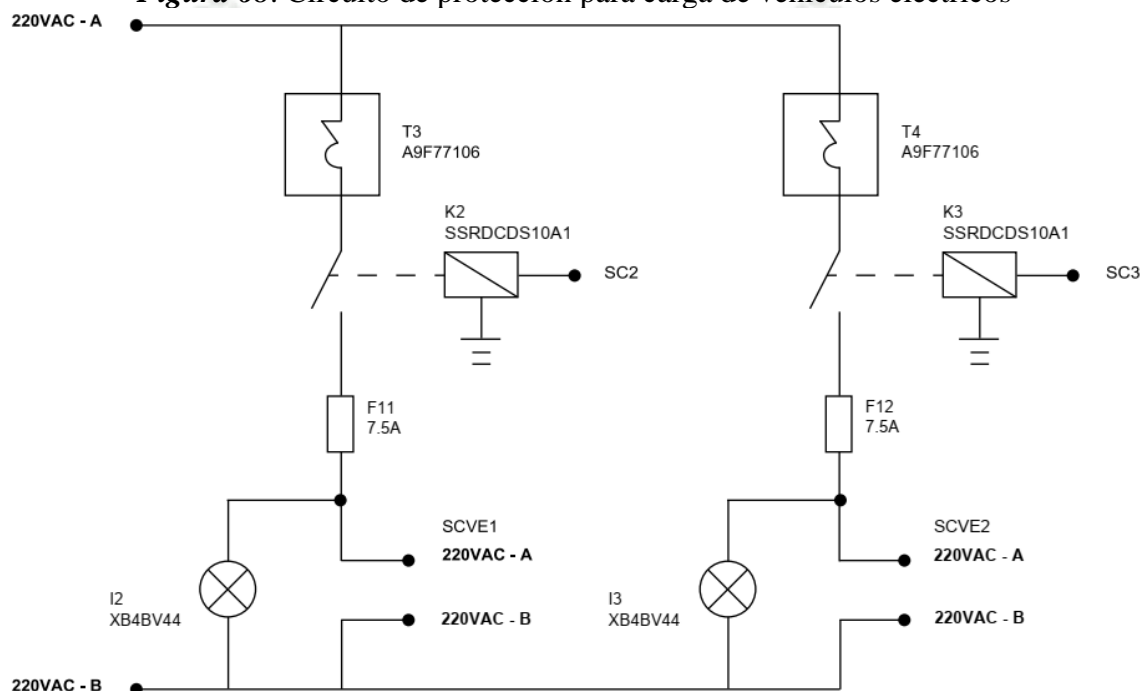 Figura Circuito de protección para carga de vehículos eléctricos
220VAC - A
T3
A9F77106
T4
A9F77106
K2
SSRDCDS10A1
SC2
K3
SSRDCDS10A1
SC3
F11
7.5A
F12
7.5A
SCVE1
220VAC - A
220VAC - B
SCVE2
220VAC - A
220VAC - B
I2
XB4BV44
I3
XB4BV44
220VAC - B